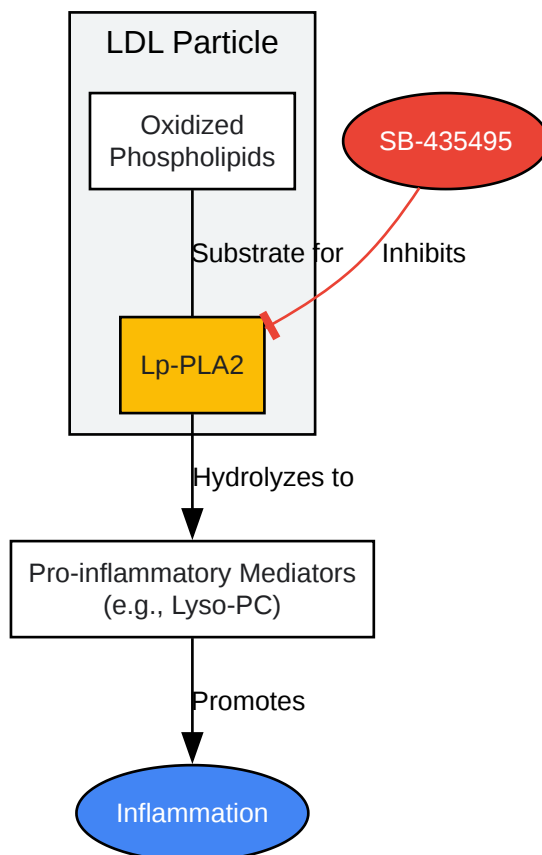 LDL Particle
Oxidized
Phospholipids
SB-435495
Substrate for
Inhibits
Lp-PLA2
Hydrolyzes to
Pro-inflammatory Mediators
(e.g., Lyso-PC)
Promotes
Inflammation